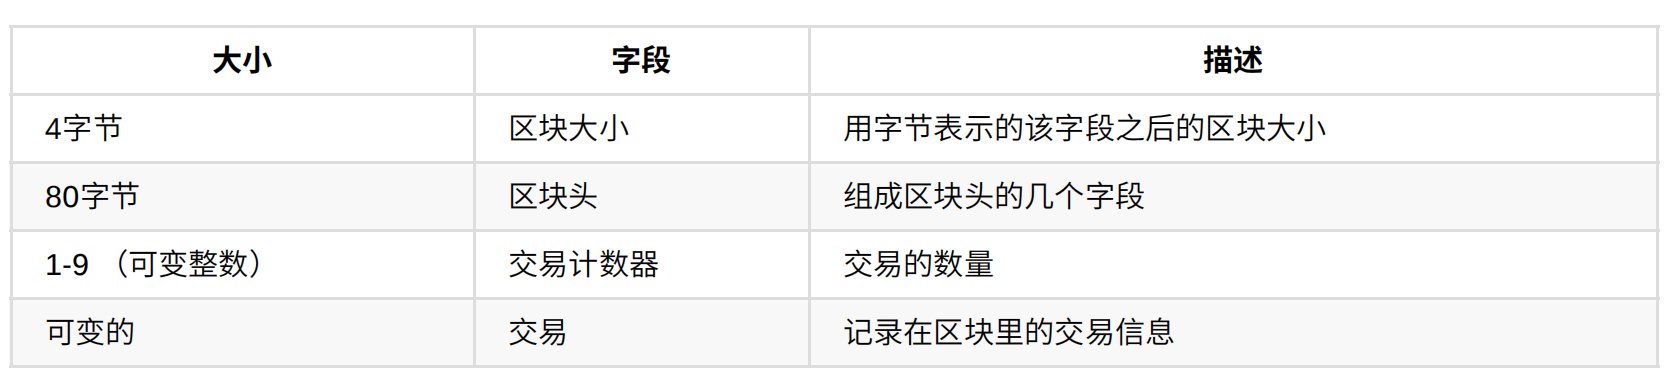 大小 字段 描述
4字节 区块大小 用字节表示的该字段之后的区块大小
80字节 区块头 组成区块头的几个字段
1-9 （可变整数） 交易计数器 交易的数量
可变的 交易 记录在区块里的交易信息